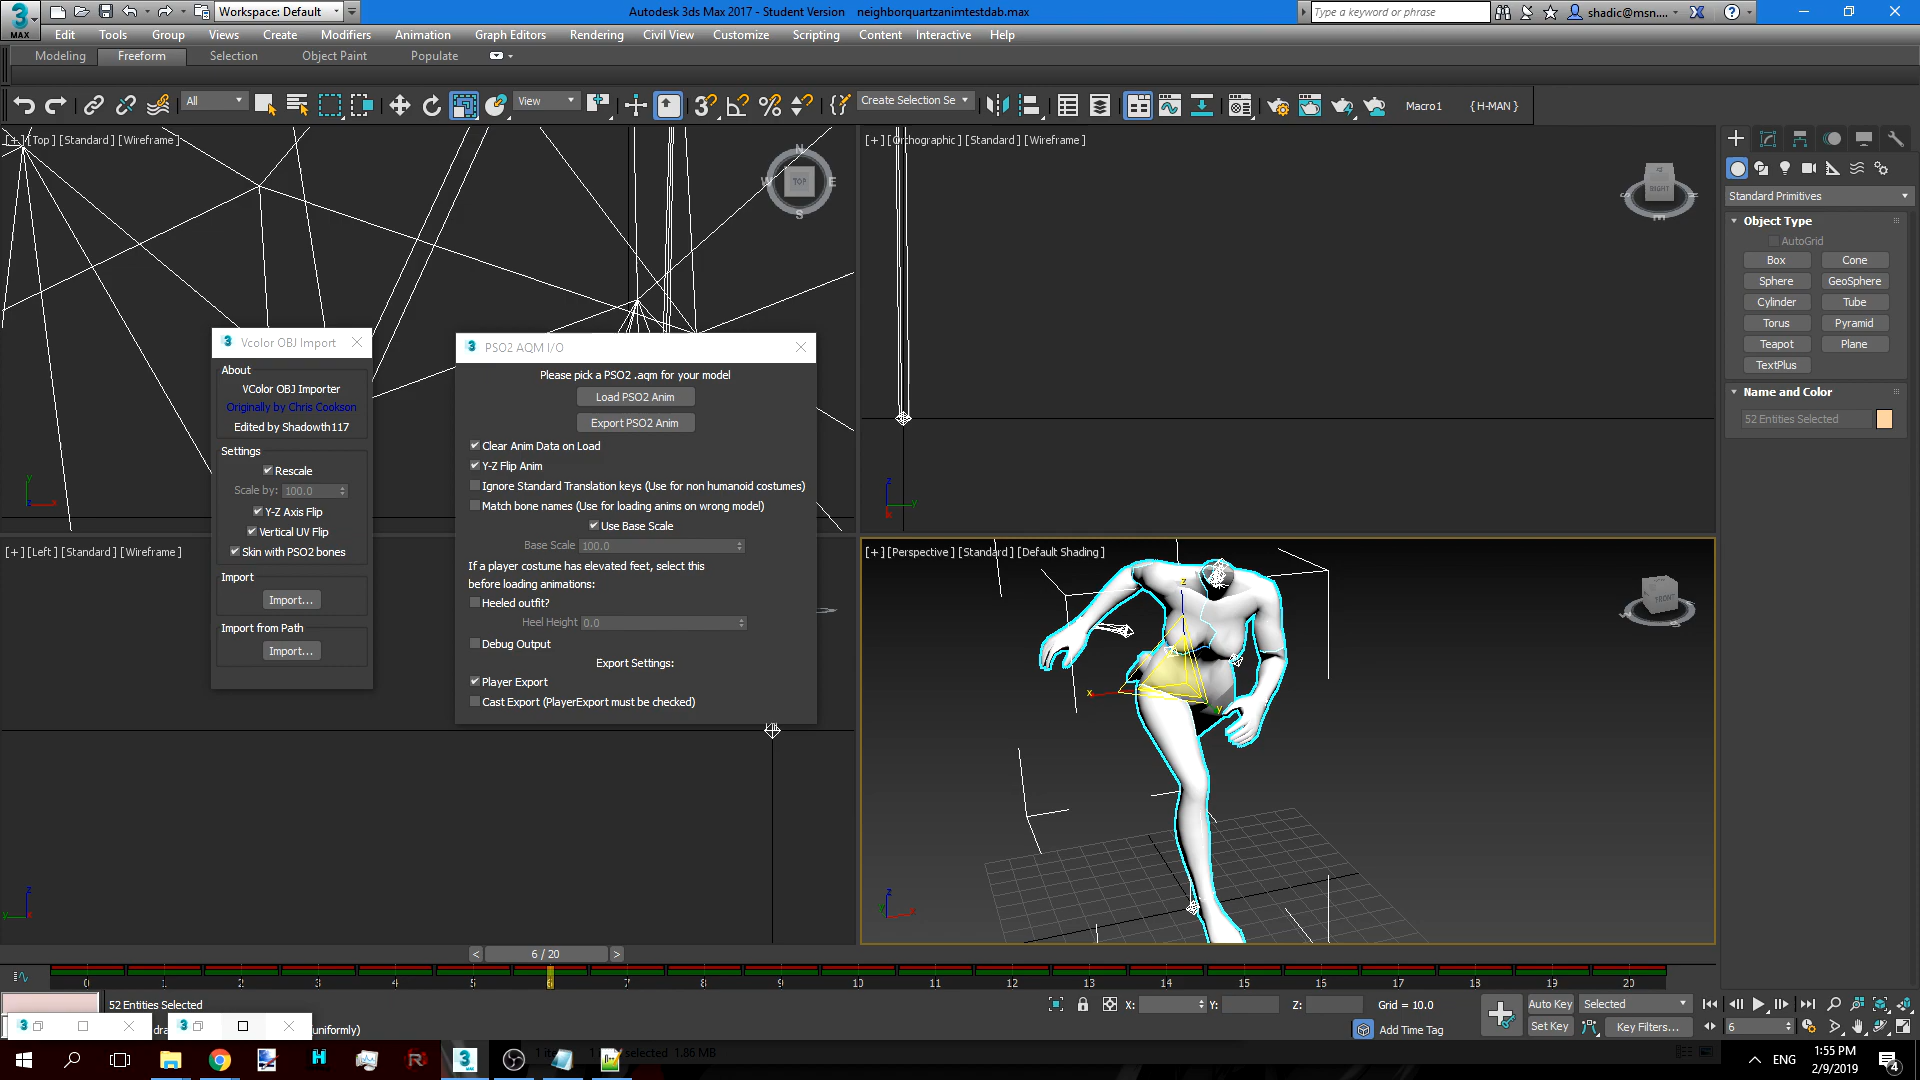 Workspace: Default
Autodesk 3ds Max 2017 - Student Version neighborquartzanimtestdab.max
Type a keyword or phrase
shadic@msn....
MAX
Edit Tools Group Views Create Modifiers Animation Graph Editors Rendering Civil View Customize Scripting Content Interactive Help
Modeling Freeform Selection Object Paint Populate
All View Create Selection Se Macro1 {H-MAN}
[+] [Top] [Standard] [Wireframe]
[+] [Orthographic] [Standard] [Wireframe]
N
W TOP E
S
RIGHT
Standard Primitives
Object Type
AutoGrid
Box Cone
Sphere GeoSphere
Cylinder Tube
Torus Pyramid
Teapot Plane
TextPlus
Name and Color
52 Entities Selected
Vcolor OBJ Import
About
VColor OBJ Importer
Originally by Chris Cookson
Edited by Shadowth117
Settings
Rescale
Scale by: 100.0
Y-Z Axis Flip
Vertical UV Flip
Skin with PSO2 bones
Import
Import...
Import from Path
Import...
PSO2 AQM I/O
Please pick a PSO2 .aqm for your model
Load PSO2 Anim
Export PSO2 Anim
Clear Anim Data on Load
Y-Z Flip Anim
Ignore Standard Translation keys (Use for non humanoid costumes)
Match bone names (Use for loading anims on wrong model)
Use Base Scale
Base Scale 100.0
If a player costume has elevated feet, select this
before loading animations:
Heeled outfit?
Heel Height 0.0
Debug Output
Export Settings:
Player Export
Cast Export (PlayerExport must be checked)
[+] [Left] [Standard] [Wireframe]
[+] [Perspective] [Standard] [Default Shading]
FRONT
z
x
y
< 6 / 20 >
0 1 2 3 4 5 6 7 8 9 10 11 12 13 14 15 16 17 18 19 20
52 Entities Selected
X: Y: Z: Grid = 10.0
Auto Key Selected
uniformly)
Add Time Tag
Set Key Key Filters... 6
selected 1.86 MB
ENG
1:55 PM
2/9/2019
4